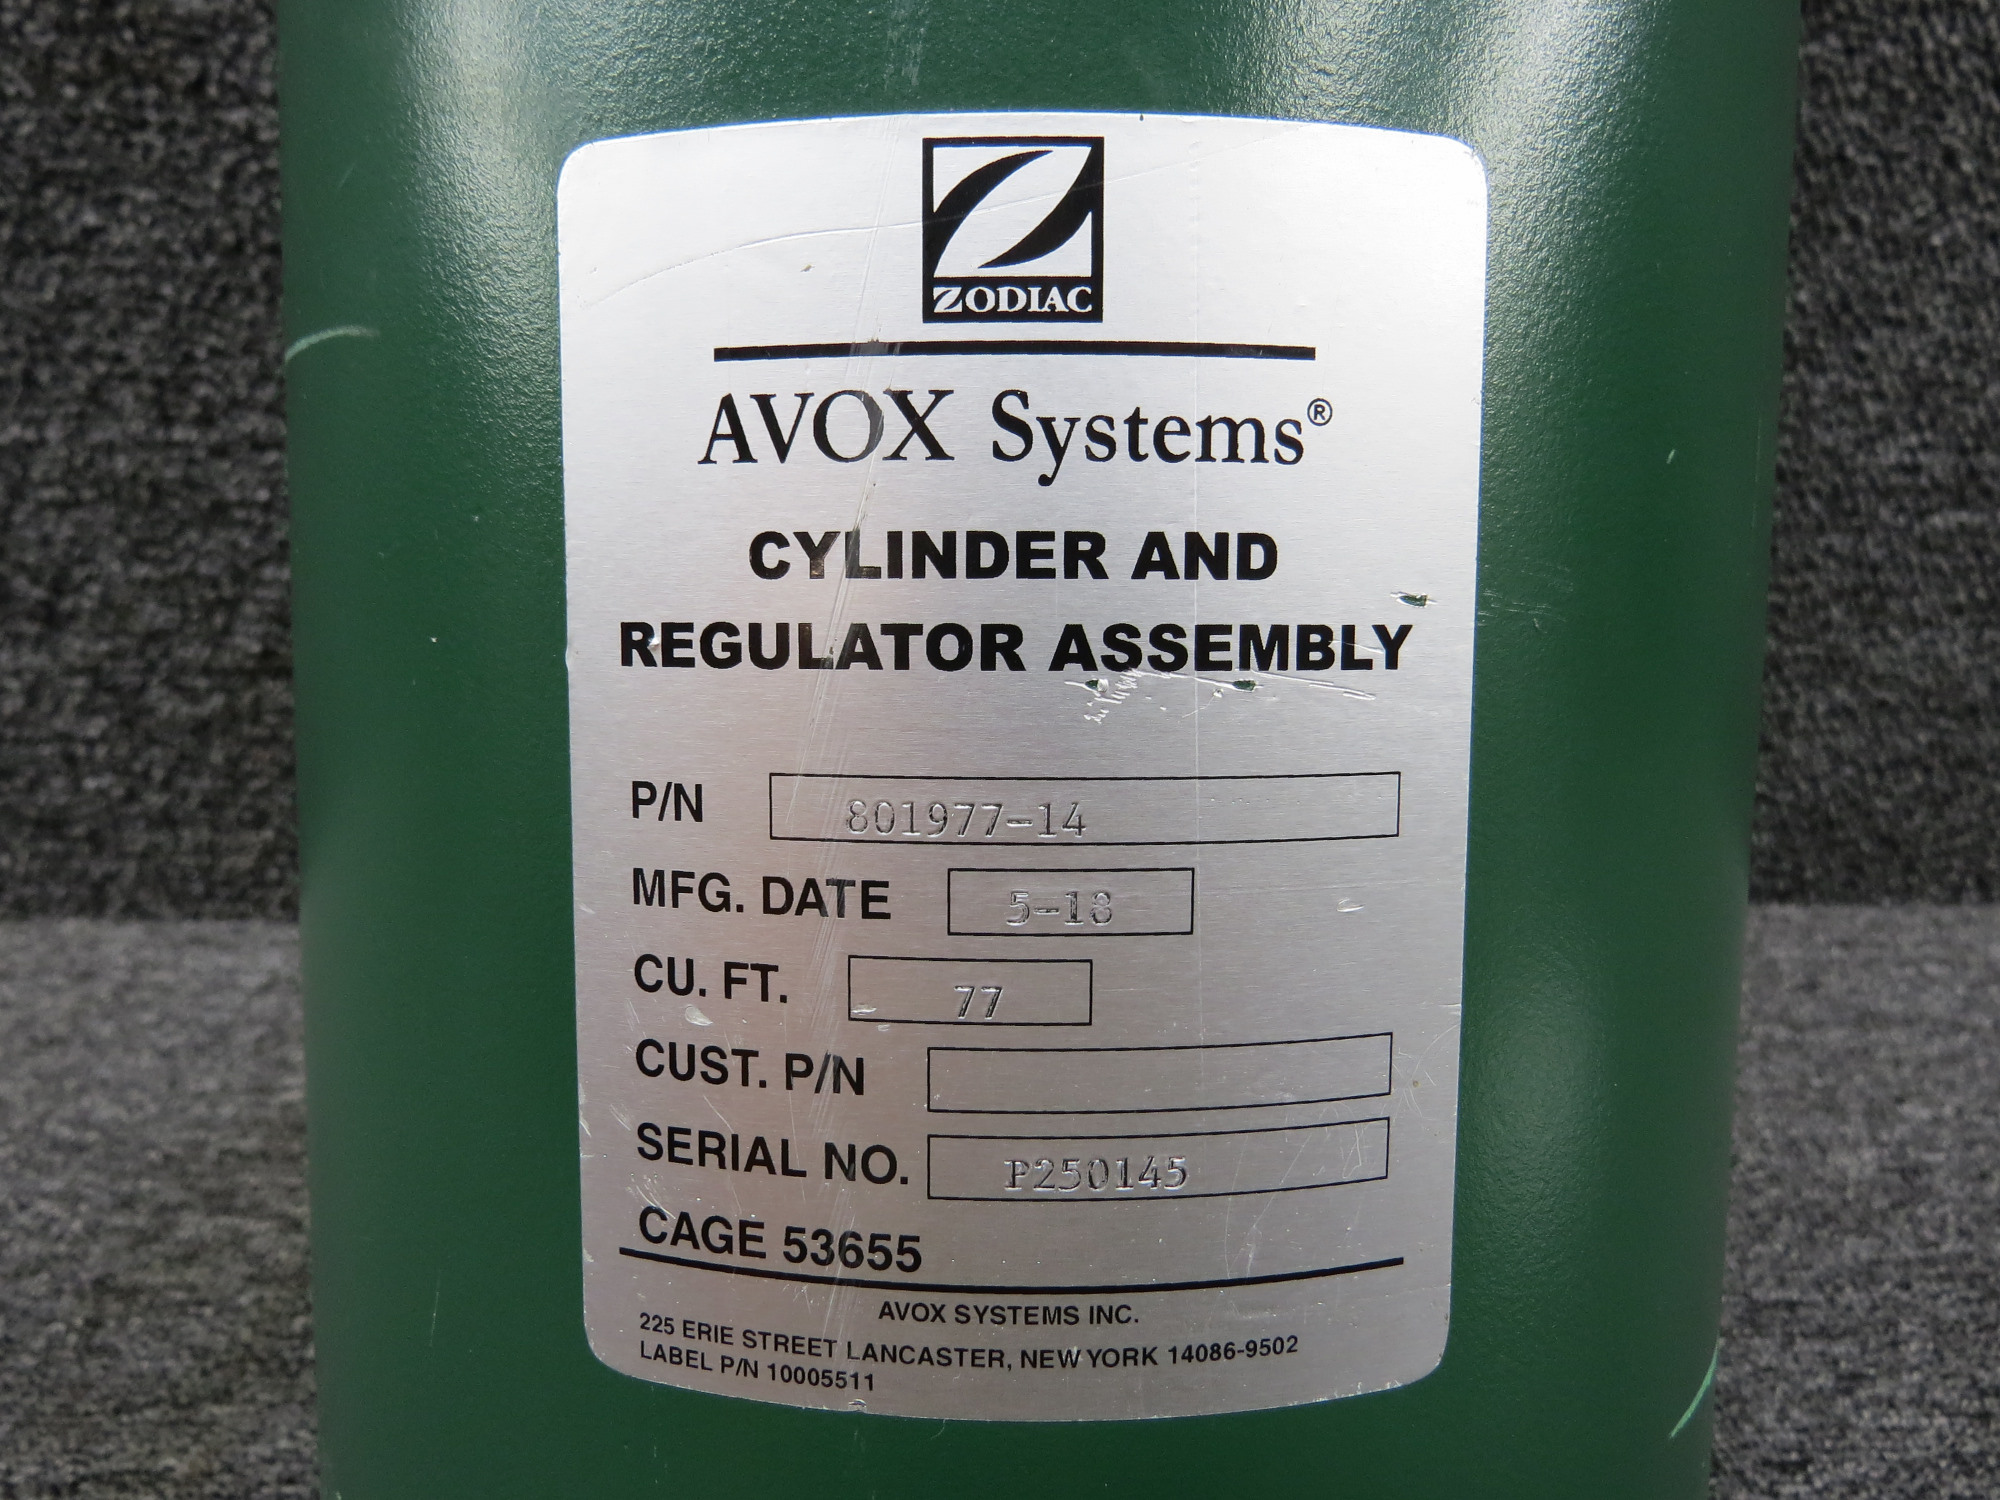 ZODIAC
AVOX Systems®
CYLINDER AND
REGULATOR ASSEMBLY
P/N 801977-14
MFG. DATE 5-18
CU. FT. 77
CUST. P/N
SERIAL NO. P250145
CAGE 53655
AVOX SYSTEMS INC.
225 ERIE STREET LANCASTER, NEW YORK 14086-9502
LABEL P/N 10005511